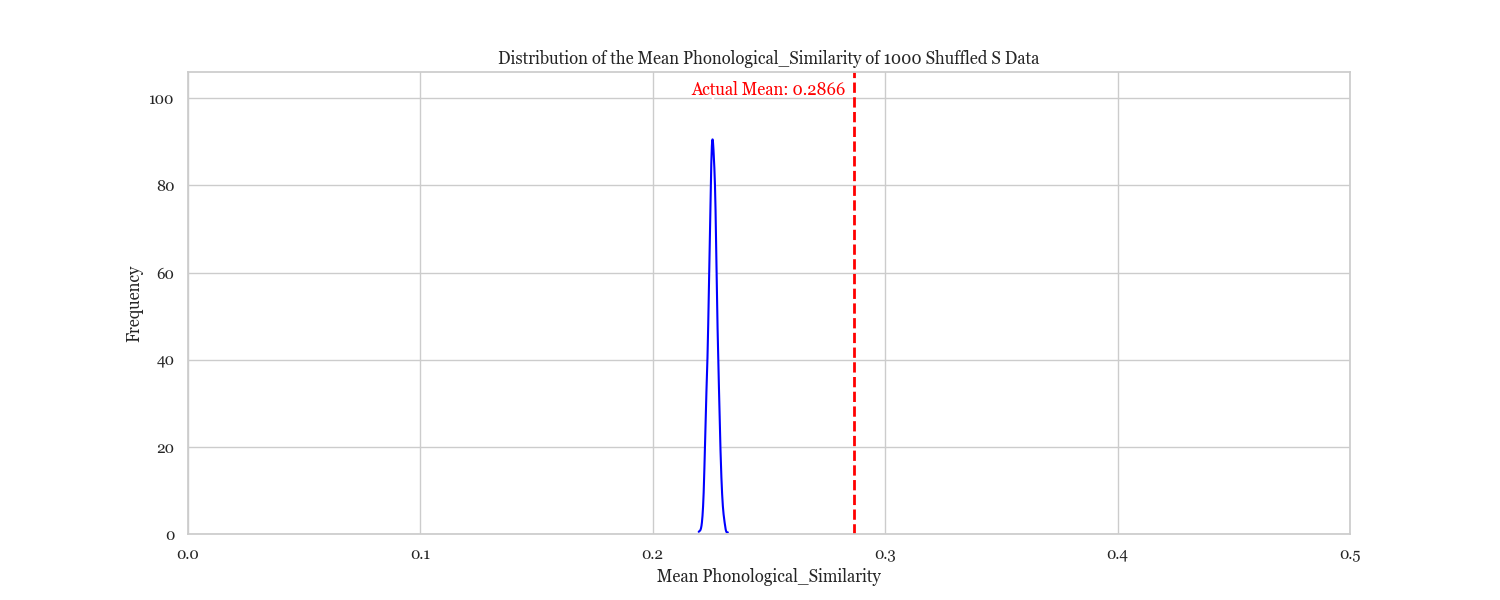 Distribution of the Mean Phonological_Similarity of 1000 Shuffled S Data
Actual Mean: 0.2866
100
80
60
40
20
0
Frequency
0.0 0.1 0.2 0.3 0.4 0.5
Mean Phonological_Similarity